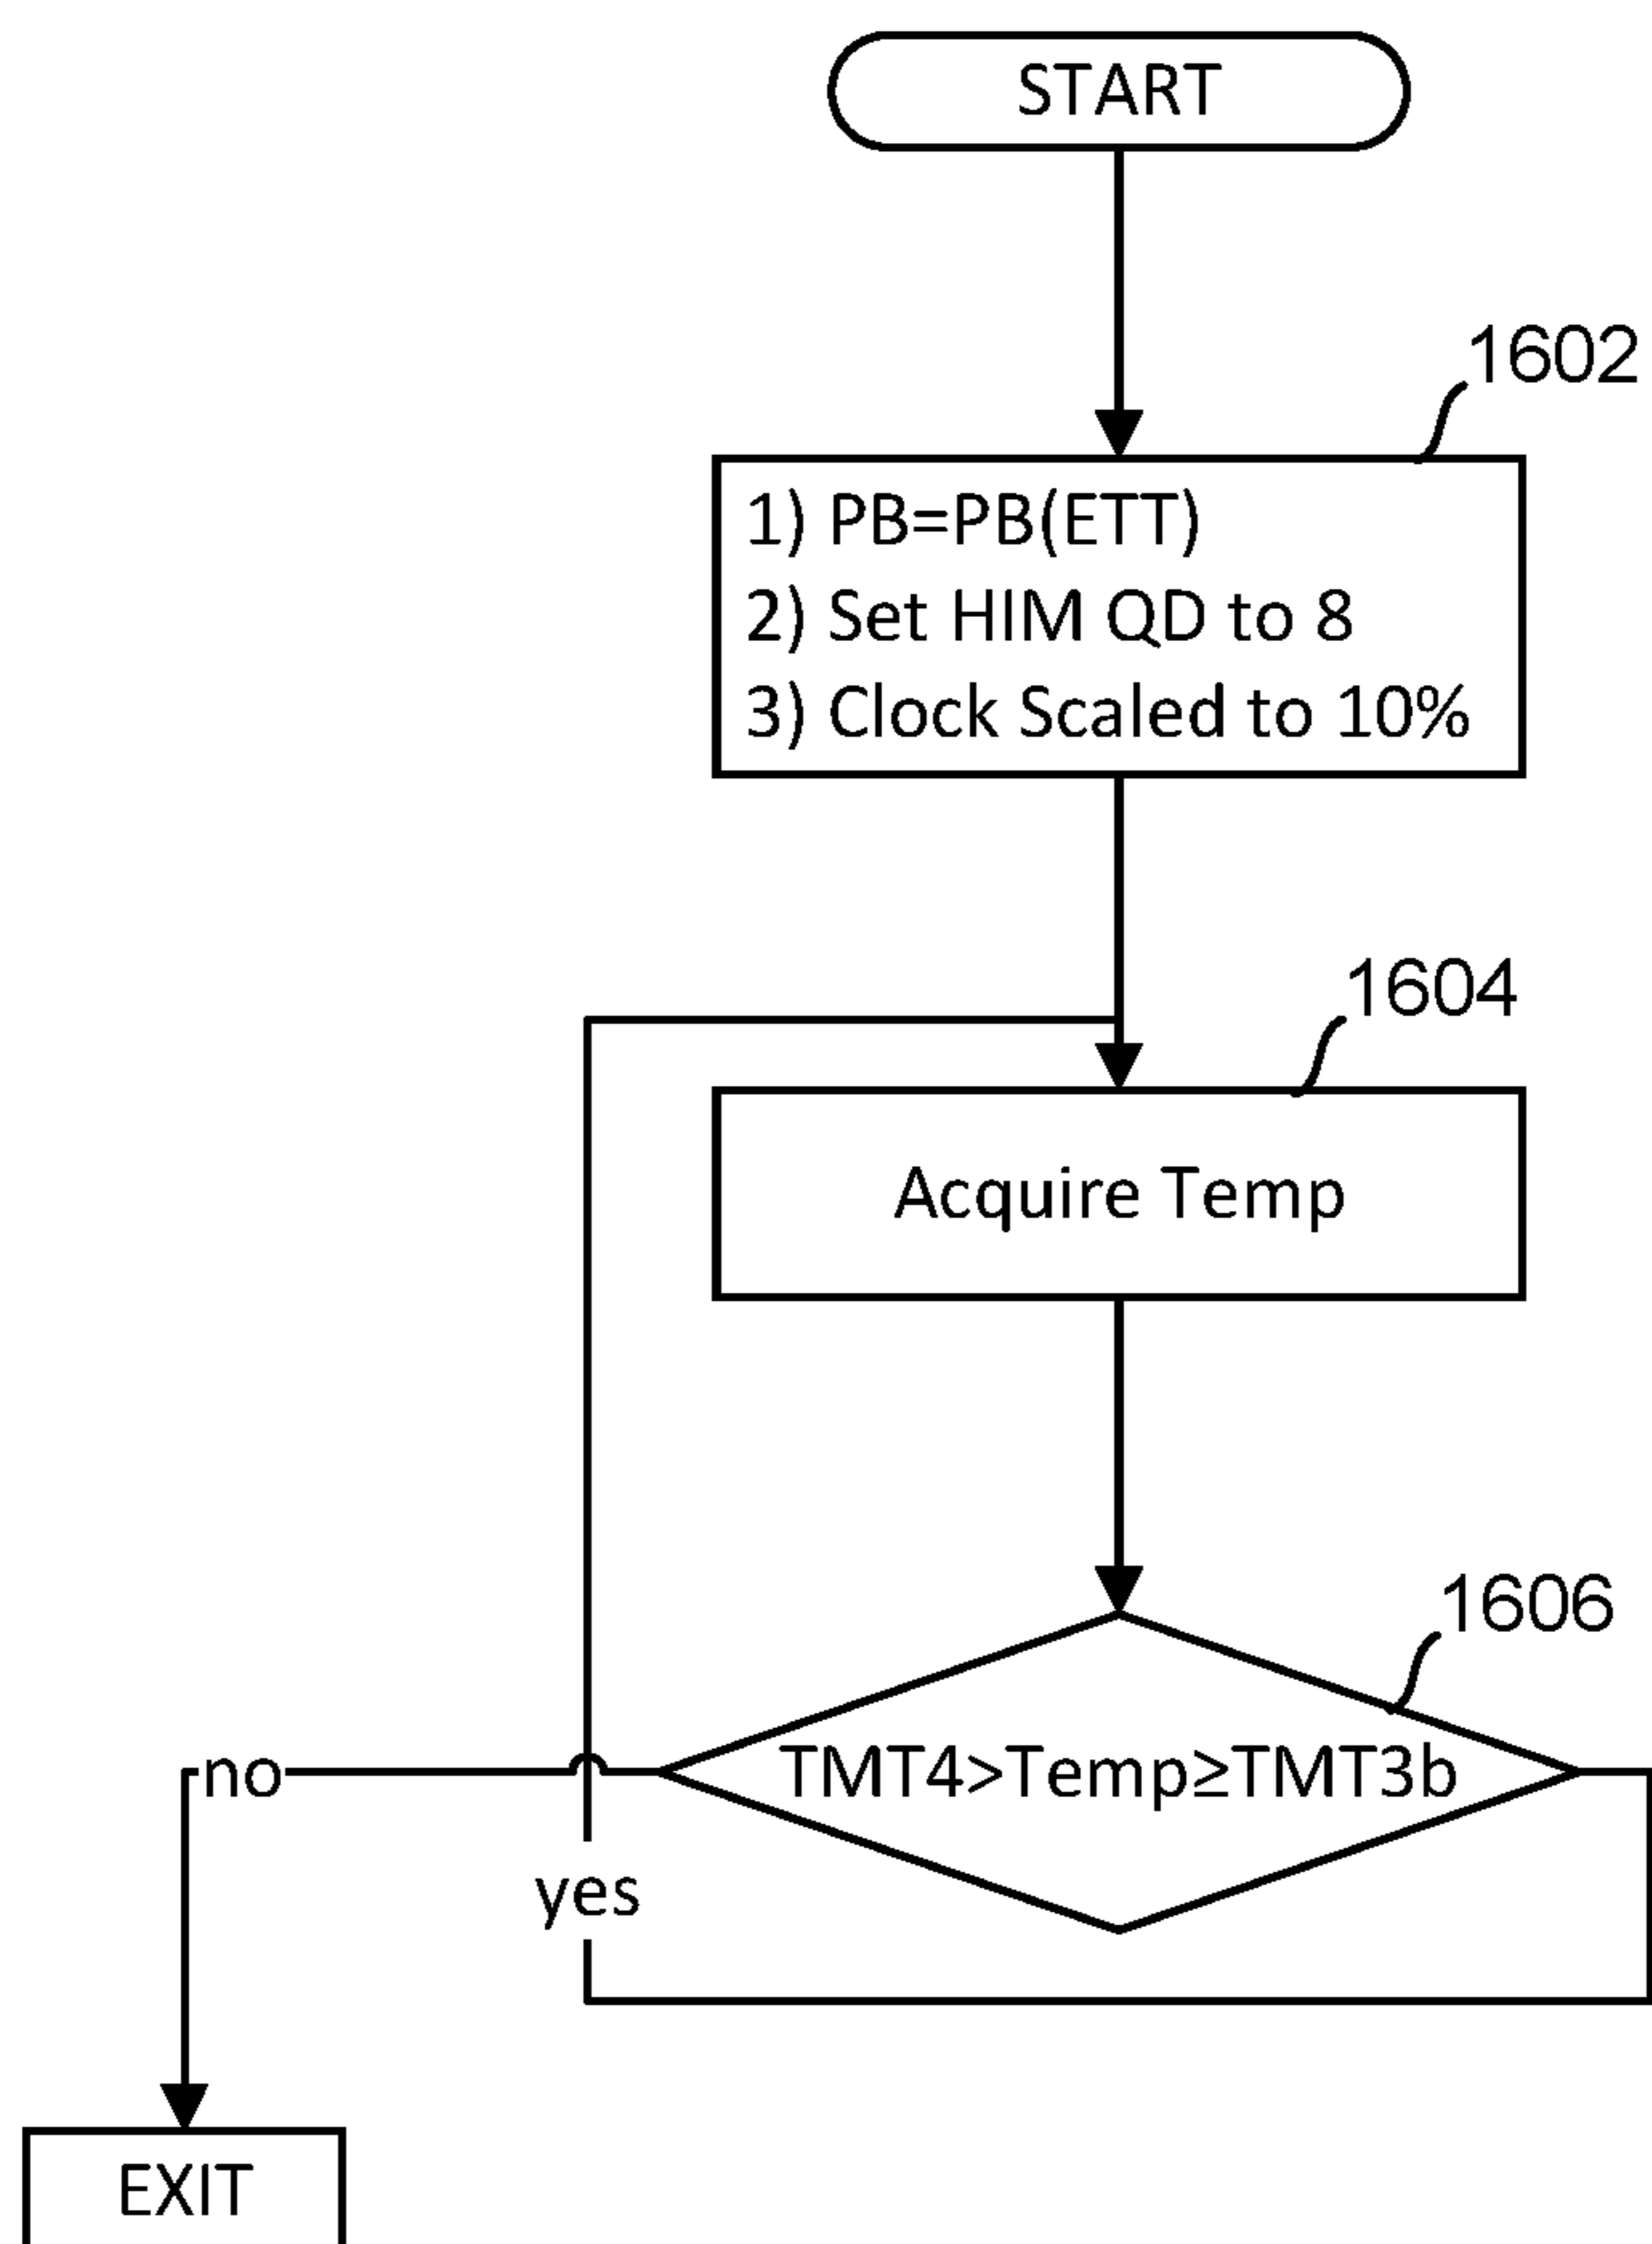 START
1602
1) PB=PB(ETT)
2) Set HIM QD to 8
3) Clock Scaled to 10%
1604
Acquire Temp
1606
TMT4>Temp≥TMT3b
no
yes
EXIT